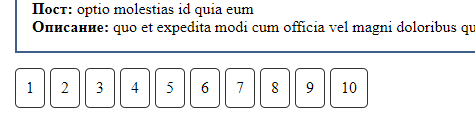 Пост: optio molestias id quia eum
Описание: quo et expedita modi cum officia vel magni doloribus qu
1 2 3 4 5 6 7 8 9 10